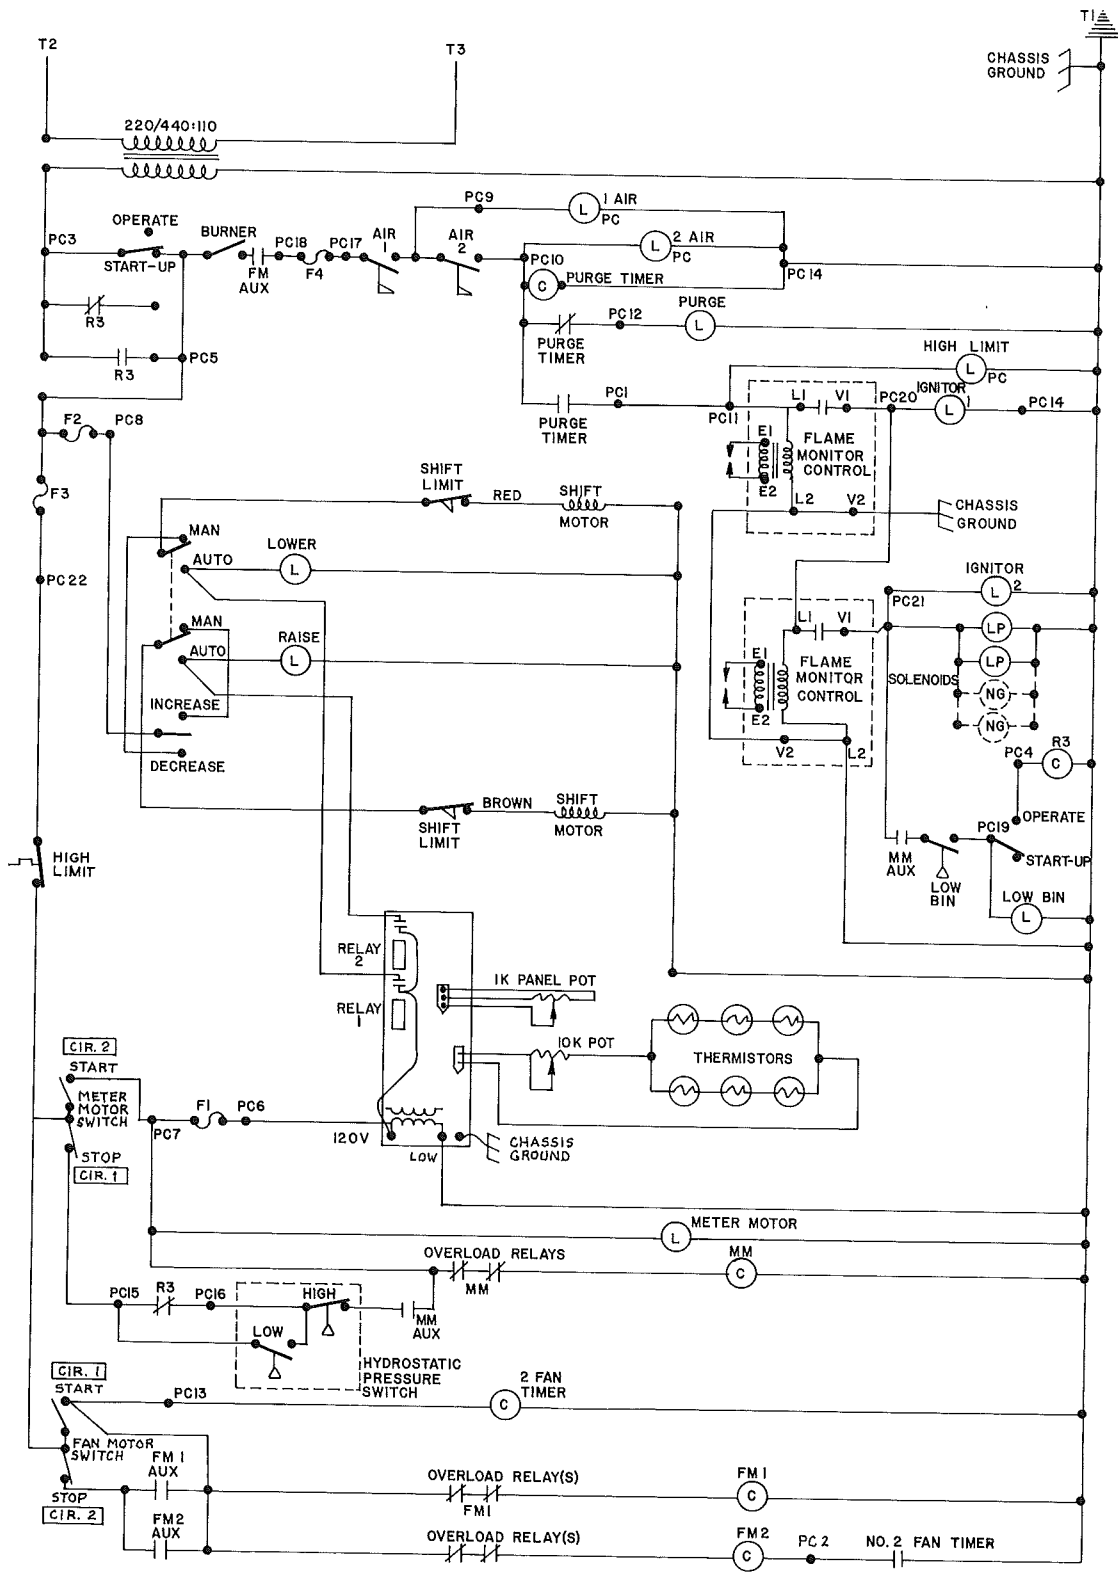 T1
T2
T3
CHASSIS
GROUND
220/440:110
PC9
1 AIR
L
PC
OPERATE
PC3
START-UP
BURNER
FM
AUX
PC18
F4
PC17
AIR
1
AIR
2
2 AIR
L
PC
PC10
C
PURGE TIMER
PC14
R3
PURGE
TIMER
PC12
PURGE
L
R3
PC5
HIGH LIMIT
L
PC
PURGE
TIMER
PC1
PC11
L1
V1
PC20
IGNITOR
L
1
PC14
F2
PC8
E1
FLAME
MONITOR
CONTROL
E2
L2
V2
CHASSIS
GROUND
F3
SHIFT
LIMIT
RED
SHIFT
MOTOR
MAN
AUTO
LOWER
L
PC22
IGNITOR
L
2
PC21
MAN
AUTO
RAISE
L
L1
V1
LP
E1
FLAME
MONITOR
CONTROL
E2
SOLENOIDS
LP
NG
NG
V2
L2
INCREASE
DECREASE
PC4
R3
C
SHIFT
LIMIT
BROWN
SHIFT
MOTOR
OPERATE
PC19
START-UP
MM
AUX
LOW
BIN
LOW BIN
L
HIGH
LIMIT
RELAY
2
RELAY
1
1K PANEL POT
10K POT
THERMISTORS
CIR. 2
START
METER
MOTOR
SWITCH
STOP
CIR. 1
PC7
F1
PC6
120V
LOW
CHASSIS
GROUND
METER MOTOR
L
OVERLOAD RELAYS
MM
MM
C
PC15
R3
PC16
HIGH
LOW
MM
AUX
HYDROSTATIC
PRESSURE
SWITCH
CIR. 1
START
PC13
2 FAN
TIMER
C
FAN MOTOR
SWITCH
STOP
CIR. 2
FM 1
AUX
OVERLOAD RELAY(S)
FM1
FM1
C
FM2
AUX
OVERLOAD RELAY(S)
FM2
C
PC 2
NO. 2 FAN TIMER